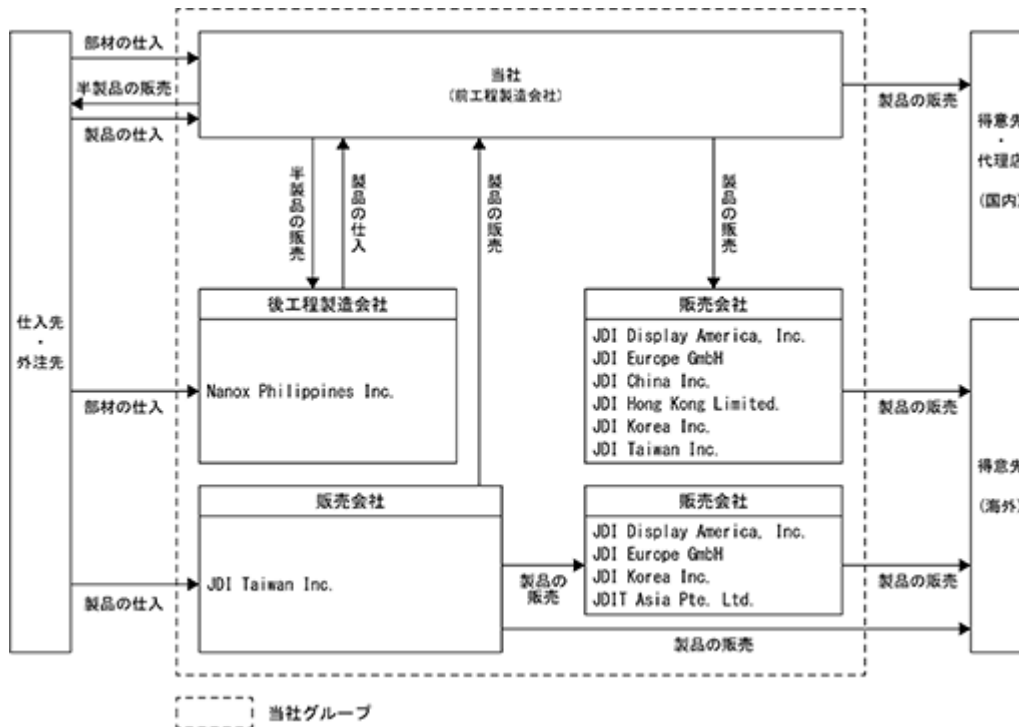 部材の仕入
半製品の販売
製品の仕入
当社
(前工程製造会社)
製品の販売
得意先
・
代理店
(国内)
半製品の販売
製品の仕入
製品の販売
製品の販売
仕入先
・
外注先
後工程製造会社
Nanox Philippines Inc.
部材の仕入
販売会社
JDI Display America, Inc.
JDI Europe GmbH
JDI China Inc.
JDI Hong Kong Limited.
JDI Korea Inc.
JDI Taiwan Inc.
製品の販売
得意先
(海外)
販売会社
JDI Taiwan Inc.
製品の仕入
製品の
販売
販売会社
JDI Display America, Inc.
JDI Europe GmbH
JDI Korea Inc.
JDIT Asia Pte. Ltd.
製品の販売
製品の販売
当社グループ